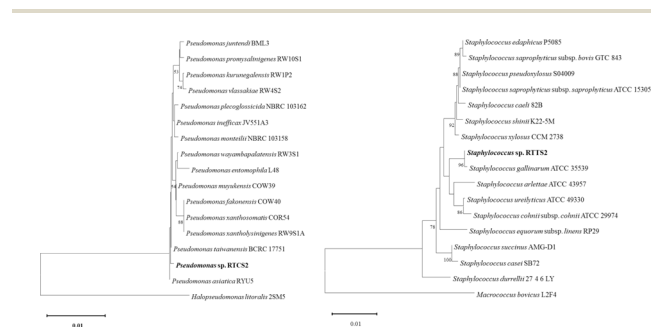 Pseudomonas juntendi BML3
Pseudomonas promysalinigenes RW10S1
51
Pseudomonas kurunegalensis RW1P2
76
Pseudomonas vlassakiae RW4S2
Pseudomonas plecoglossicida NBRC 103162
Pseudomonas inefficax JV551A3
Pseudomonas monteilii NBRC 103158
Pseudomonas wayambapalatensis RW3S1
Pseudomonas entomophila L48
54
Pseudomonas muyukensis COW39
Pseudomonas fakonensis COW40
Pseudomonas xanthosomatis COR54
88
Pseudomonas xantholysinigenes RW9S1A
Pseudomonas taiwanensis BCRC 17751
Pseudomonas sp. RTCS2
Pseudomonas asiatica RYU5
Halopseudomonas litoralis 2SM5
0.01
Staphylococcus edaphicus P5085
89
Staphylococcus saprophyticus subsp. bovis GTC 843
88
Staphylococcus pseudoxylosus S04009
Staphylococcus saprophyticus subsp. saprophyticus ATCC 15305
Staphylococcus caeli 82B
Staphylococcus shinii K22-5M
92
Staphylococcus xylosus CCM 2738
Staphylococcus sp. RTTS2
96
Staphylococcus gallinarum ATCC 35539
Staphylococcus arlettae ATCC 43957
Staphylococcus ureilyticus ATCC 49330
86
Staphylococcus cohnii subsp. cohnii ATCC 29974
78
Staphylococcus equorum subsp. linens RP29
Staphylococcus succinus AMG-D1
100
Staphylococcus casei SB72
Staphylococcus durrellii 27 4 6 LY
Macrococcus bovicus L2F4
0.01